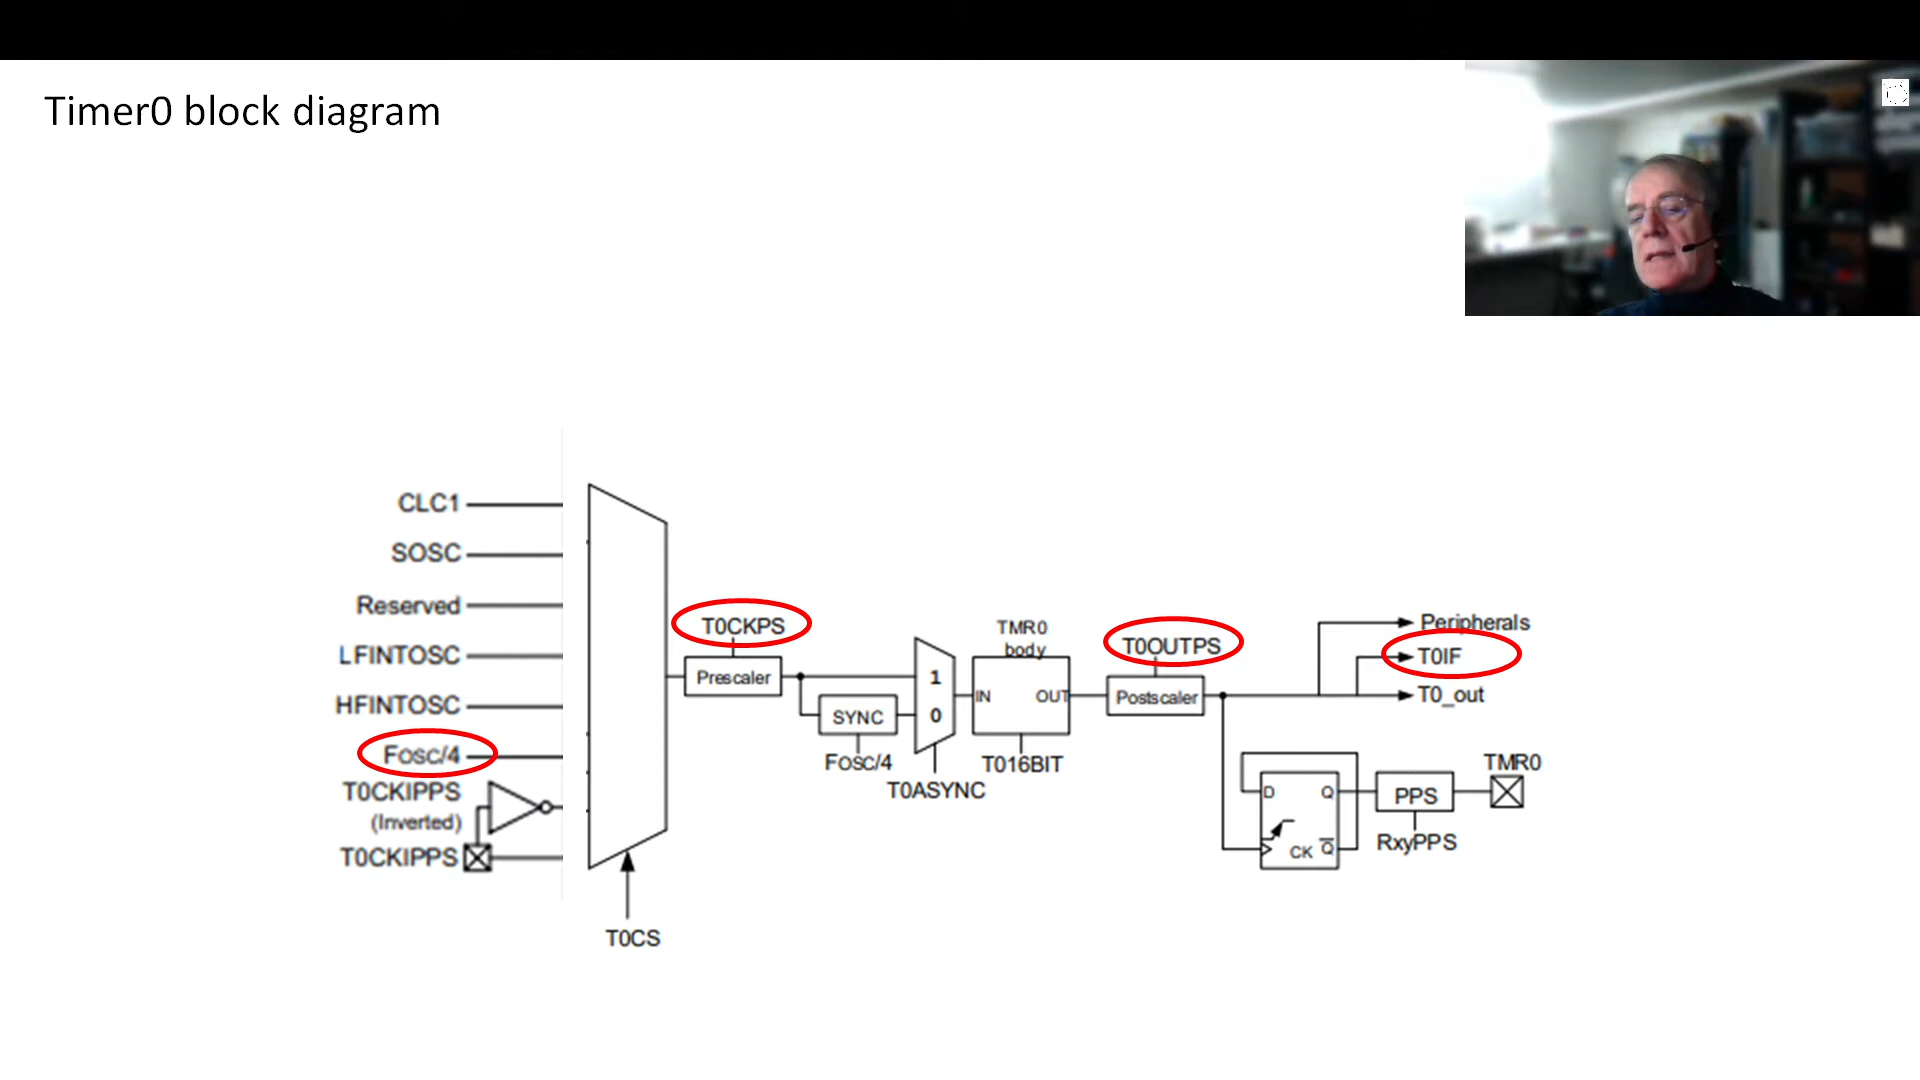 Timer0 block diagram
CLC1
SOSC
Reserved
LFINTOSC
HFINTOSC
FOSC/4
T0CKIPPS
(Inverted)
T0CKIPPS
T0CS
T0CKPS
Prescaler
SYNC
FOSC/4
1
0
T0ASYNC
TMR0
body
IN OUT
T016BIT
T0OUTPS
Postscaler
Peripherals
T0IF
T0_out
D Q
CK Q̅
PPS
RxyPPS
TMR0